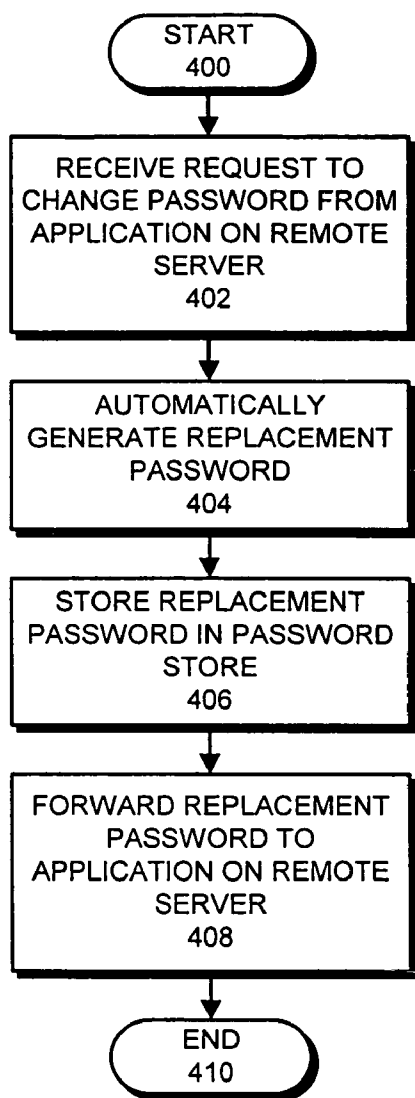 START
400
RECEIVE REQUEST TO
CHANGE PASSWORD FROM
APPLICATION ON REMOTE
SERVER
402
AUTOMATICALLY
GENERATE REPLACEMENT
PASSWORD
404
STORE REPLACEMENT
PASSWORD IN PASSWORD
STORE
406
FORWARD REPLACEMENT
PASSWORD TO
APPLICATION ON REMOTE
SERVER
408
END
410